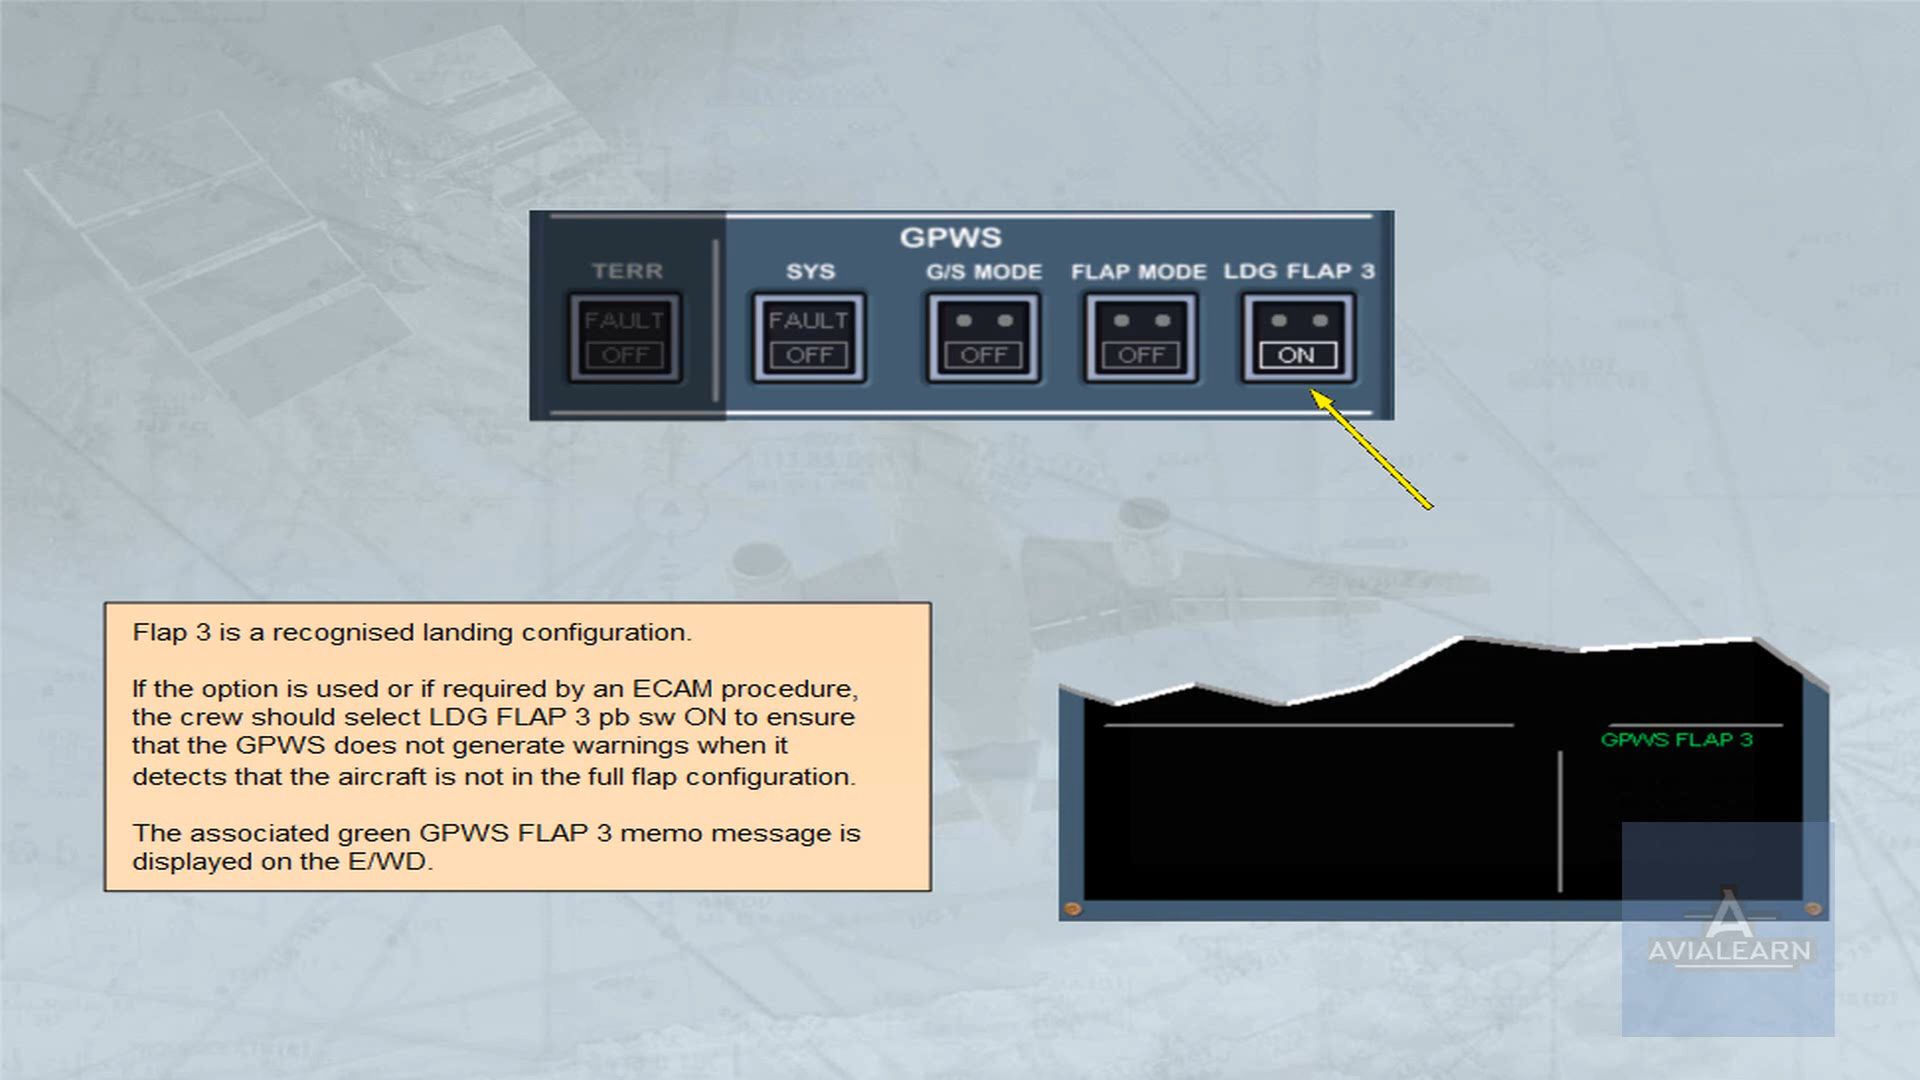 GPWS
TERR SYS G/S MODE FLAP MODE LDG FLAP 3
FAULT FAULT
OFF OFF OFF OFF ON
Flap 3 is a recognised landing configuration.
If the option is used or if required by an ECAM procedure,
the crew should select LDG FLAP 3 pb sw ON to ensure
that the GPWS does not generate warnings when it
detects that the aircraft is not in the full flap configuration.
The associated green GPWS FLAP 3 memo message is
displayed on the E/WD.
GPWS FLAP 3
AVIALEARN